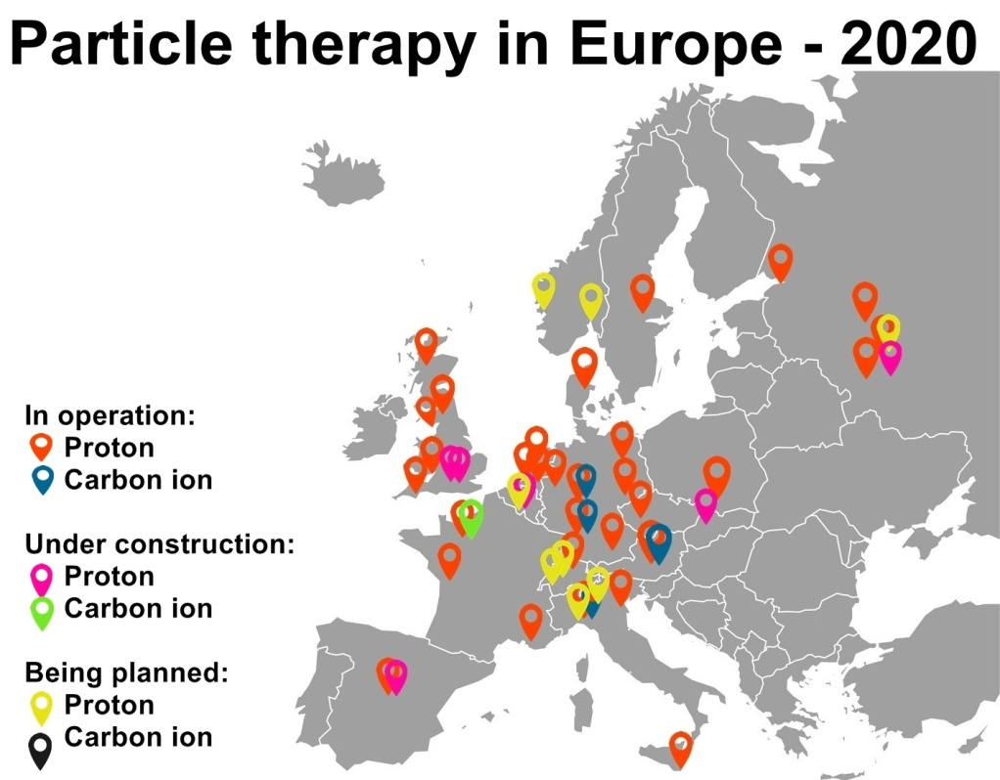 Particle therapy in Europe - 2020
In operation:
Proton
Carbon ion
Under construction:
Proton
Carbon ion
Being planned:
Proton
Carbon ion